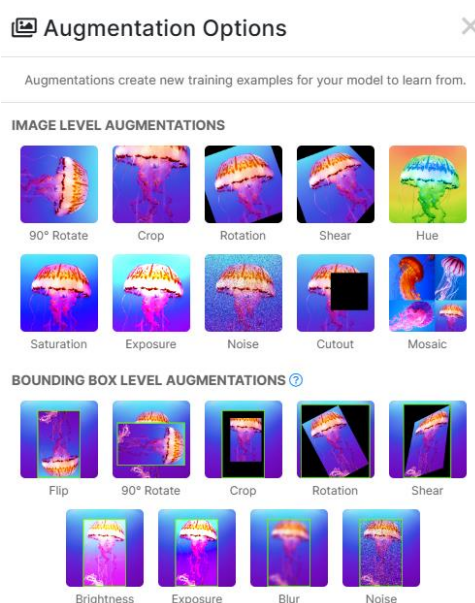 Augmentation Options
Augmentations create new training examples for your model to learn from.
IMAGE LEVEL AUGMENTATIONS
90° Rotate Crop Rotation Shear Hue
Saturation Exposure Noise Cutout Mosaic
BOUNDING BOX LEVEL AUGMENTATIONS ?
Flip 90° Rotate Crop Rotation Shear
Brightness Exposure Blur Noise